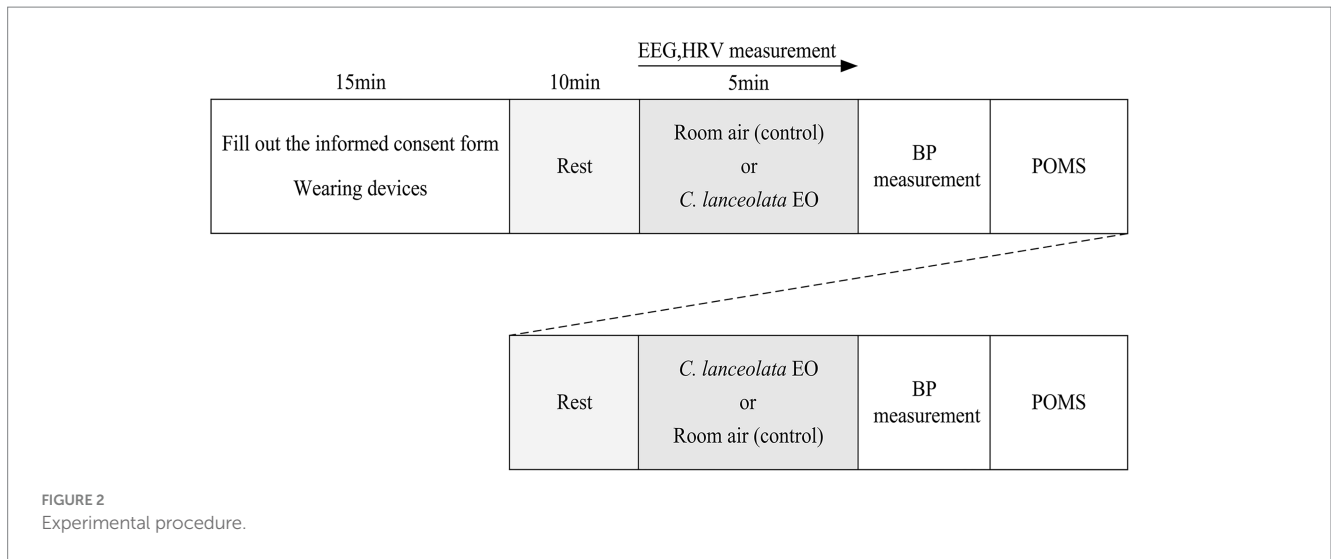 EEG,HRV measurement
15min
10min
5min
Fill out the informed consent form
Wearing devices
Rest
Room air (control)
or
C. lanceolata EO
BP
measurement
POMS
Rest
C. lanceolata EO
or
Room air (control)
BP
measurement
POMS
FIGURE 2
Experimental procedure.